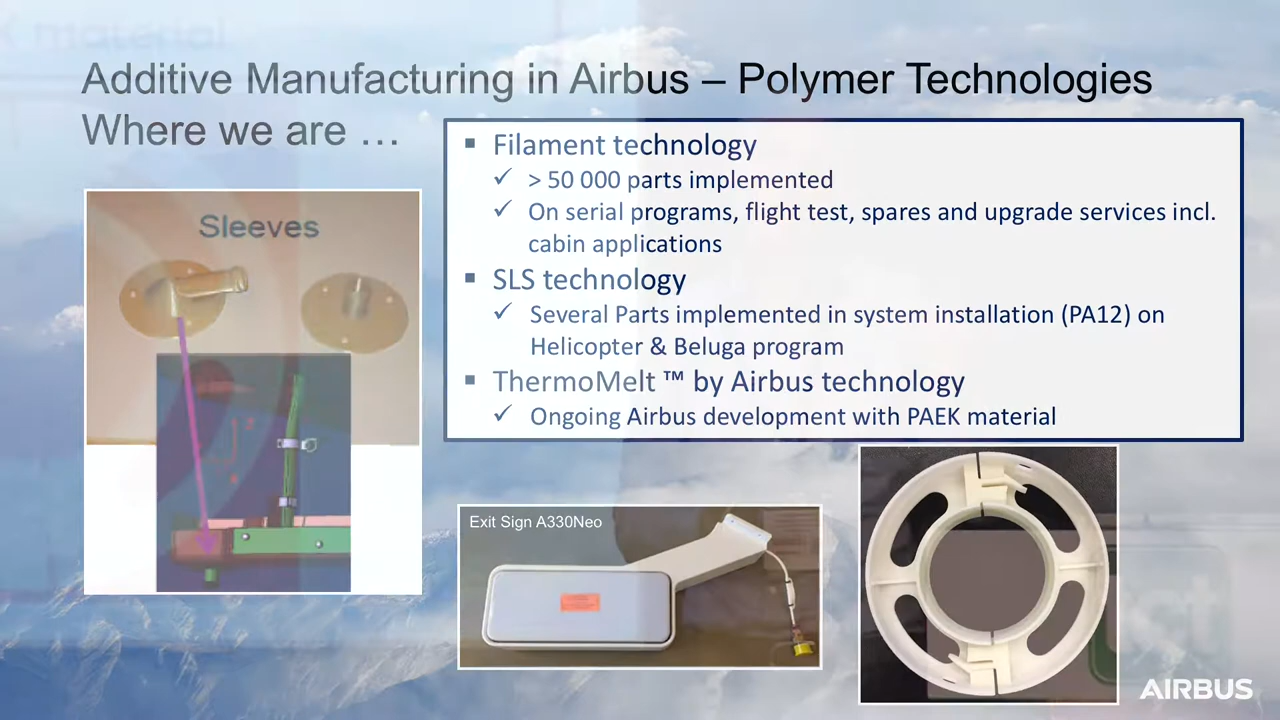 K material
Additive Manufacturing in Airbus – Polymer Technologies
Where we are …
▪ Filament technology
✓ > 50 000 parts implemented
✓ On serial programs, flight test, spares and upgrade services incl.
cabin applications
▪ SLS technology
✓ Several Parts implemented in system installation (PA12) on
Helicopter & Beluga program
▪ ThermoMelt ™ by Airbus technology
✓ Ongoing Airbus development with PAEK material
Sleeves
Exit Sign A330Neo
AIRBUS